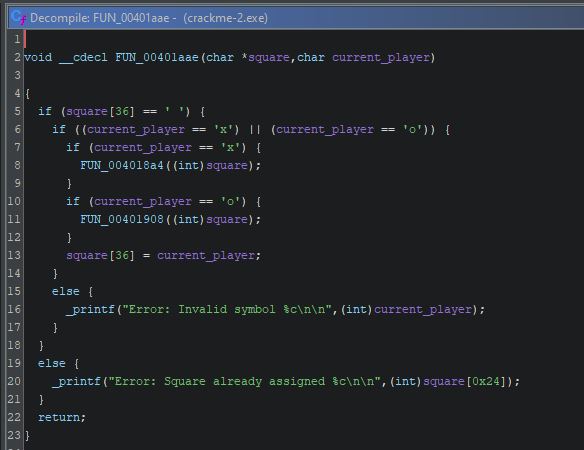 Decompile: FUN_00401aae - (crackme-2.exe)
1
2 void __cdecl FUN_00401aae(char *square,char current_player)
3
4 {
5   if (square[36] == ' ') {
6     if ((current_player == 'x') || (current_player == 'o')) {
7       if (current_player == 'x') {
8         FUN_004018a4((int)square);
9       }
10       if (current_player == 'o') {
11         FUN_00401908((int)square);
12       }
13       square[36] = current_player;
14     }
15     else {
16       _printf("Error: Invalid symbol %c\n\n",(int)current_player);
17     }
18   }
19   else {
20     _printf("Error: Square already assigned %c\n\n",(int)square[0x24]);
21   }
22   return;
23 }